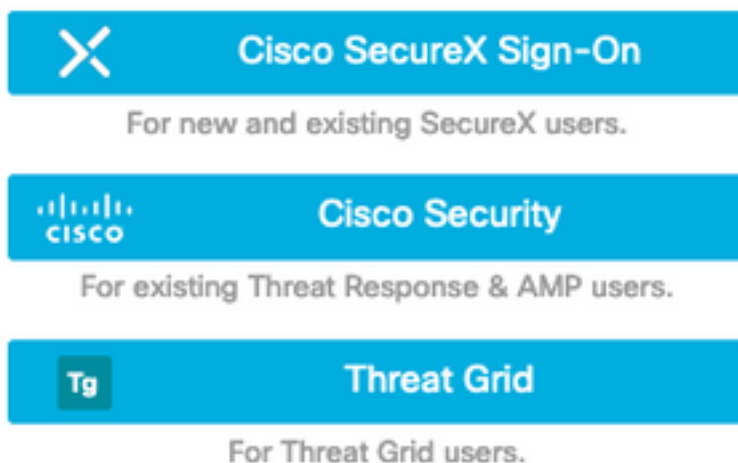 Cisco SecureX Sign-On
For new and existing SecureX users.
CISCO Cisco Security
For existing Threat Response & AMP users.
Tg Threat Grid
For Threat Grid users.